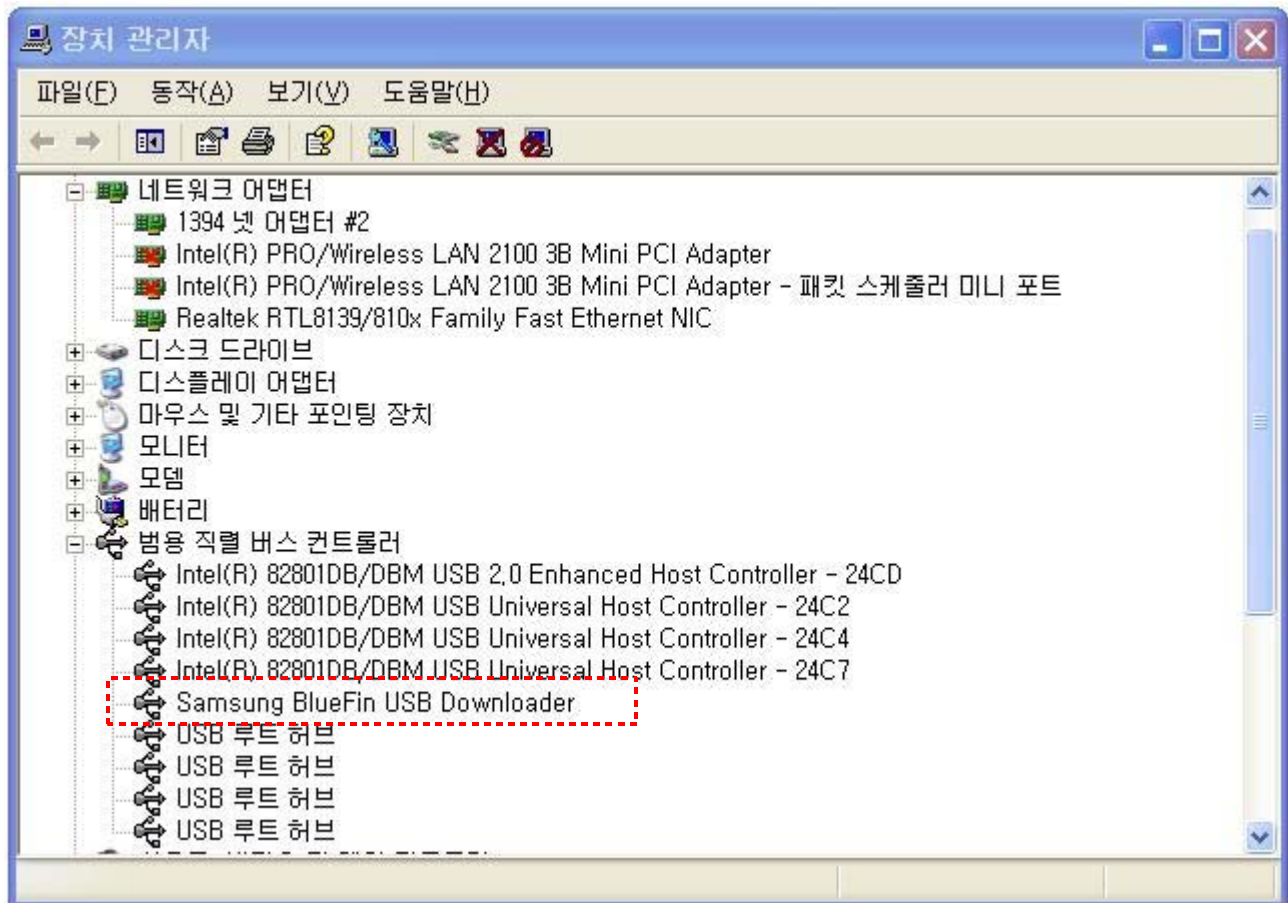 장치 관리자
파일(F) 동작(A) 보기(V) 도움말(H)
네트워크 어댑터
1394 넷 어댑터 #2
Intel(R) PRO/Wireless LAN 2100 3B Mini PCI Adapter
Intel(R) PRO/Wireless LAN 2100 3B Mini PCI Adapter - 패킷 스케줄러 미니 포트
Realtek RTL8139/810x Family Fast Ethernet NIC
디스크 드라이브
디스플레이 어댑터
마우스 및 기타 포인팅 장치
모니터
모뎀
배터리
범용 직렬 버스 컨트롤러
Intel(R) 82801DB/DBM USB 2.0 Enhanced Host Controller - 24CD
Intel(R) 82801DB/DBM USB Universal Host Controller - 24C2
Intel(R) 82801DB/DBM USB Universal Host Controller - 24C4
Intel(R) 82801DB/DBM USB Universal Host Controller - 24C7
Samsung BlueFin USB Downloader
USB 루트 허브
USB 루트 허브
USB 루트 허브
USB 루트 허브